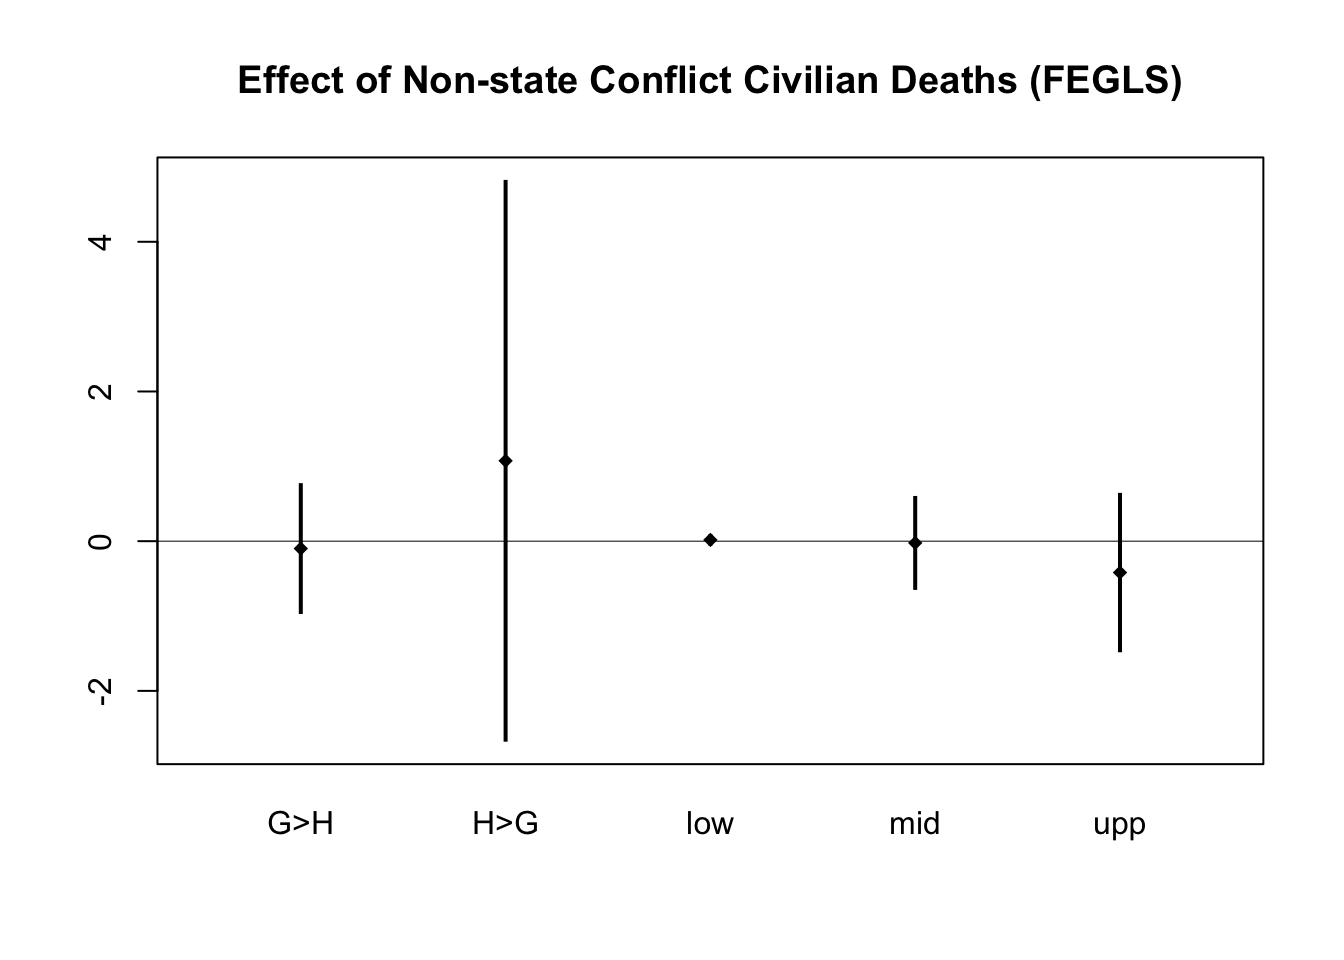 Effect of Non-state Conflict Civilian Deaths (FEGLS)
4
2
0
-2
G>H H>G low mid upp